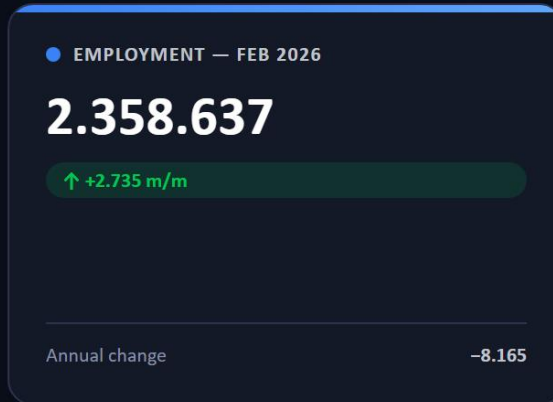 EMPLOYMENT — FEB 2026
2.358.637
↑ +2.735 m/m
Annual change –8.165